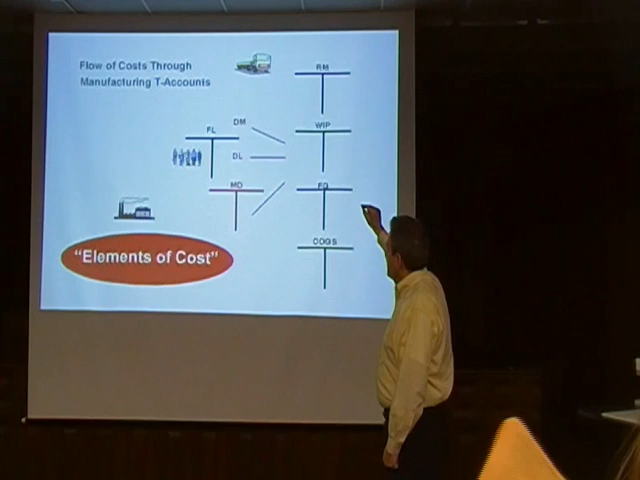 Flow of Costs Through
Manufacturing T-Accounts
RM
DM
WIP
FL
DL
MO
FG
COGS
“Elements of Cost”